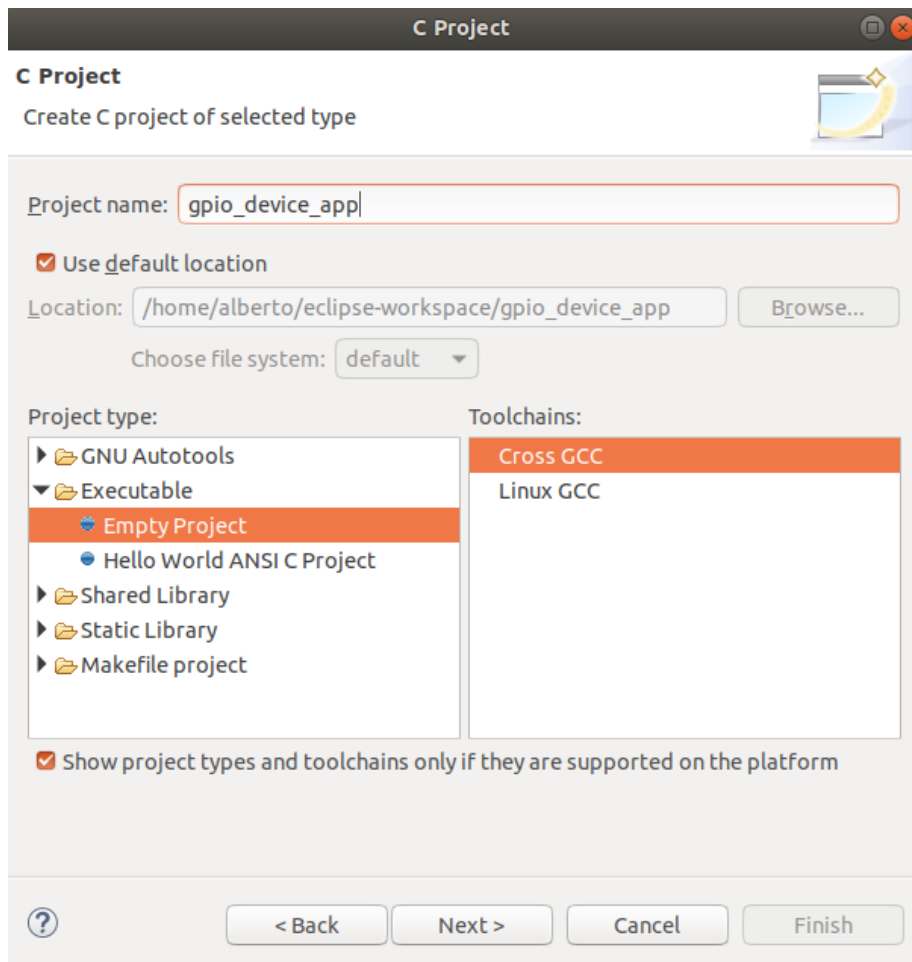 C Project
C Project
Create C project of selected type
Project name: gpio_device_app
Use default location
Location: /home/alberto/eclipse-workspace/gpio_device_app Browse...
Choose file system: default
Project type: Toolchains:
GNU Autotools Cross GCC
Executable Linux GCC
Empty Project
Hello World ANSI C Project
Shared Library
Static Library
Makefile project
Show project types and toolchains only if they are supported on the platform
? < Back Next > Cancel Finish